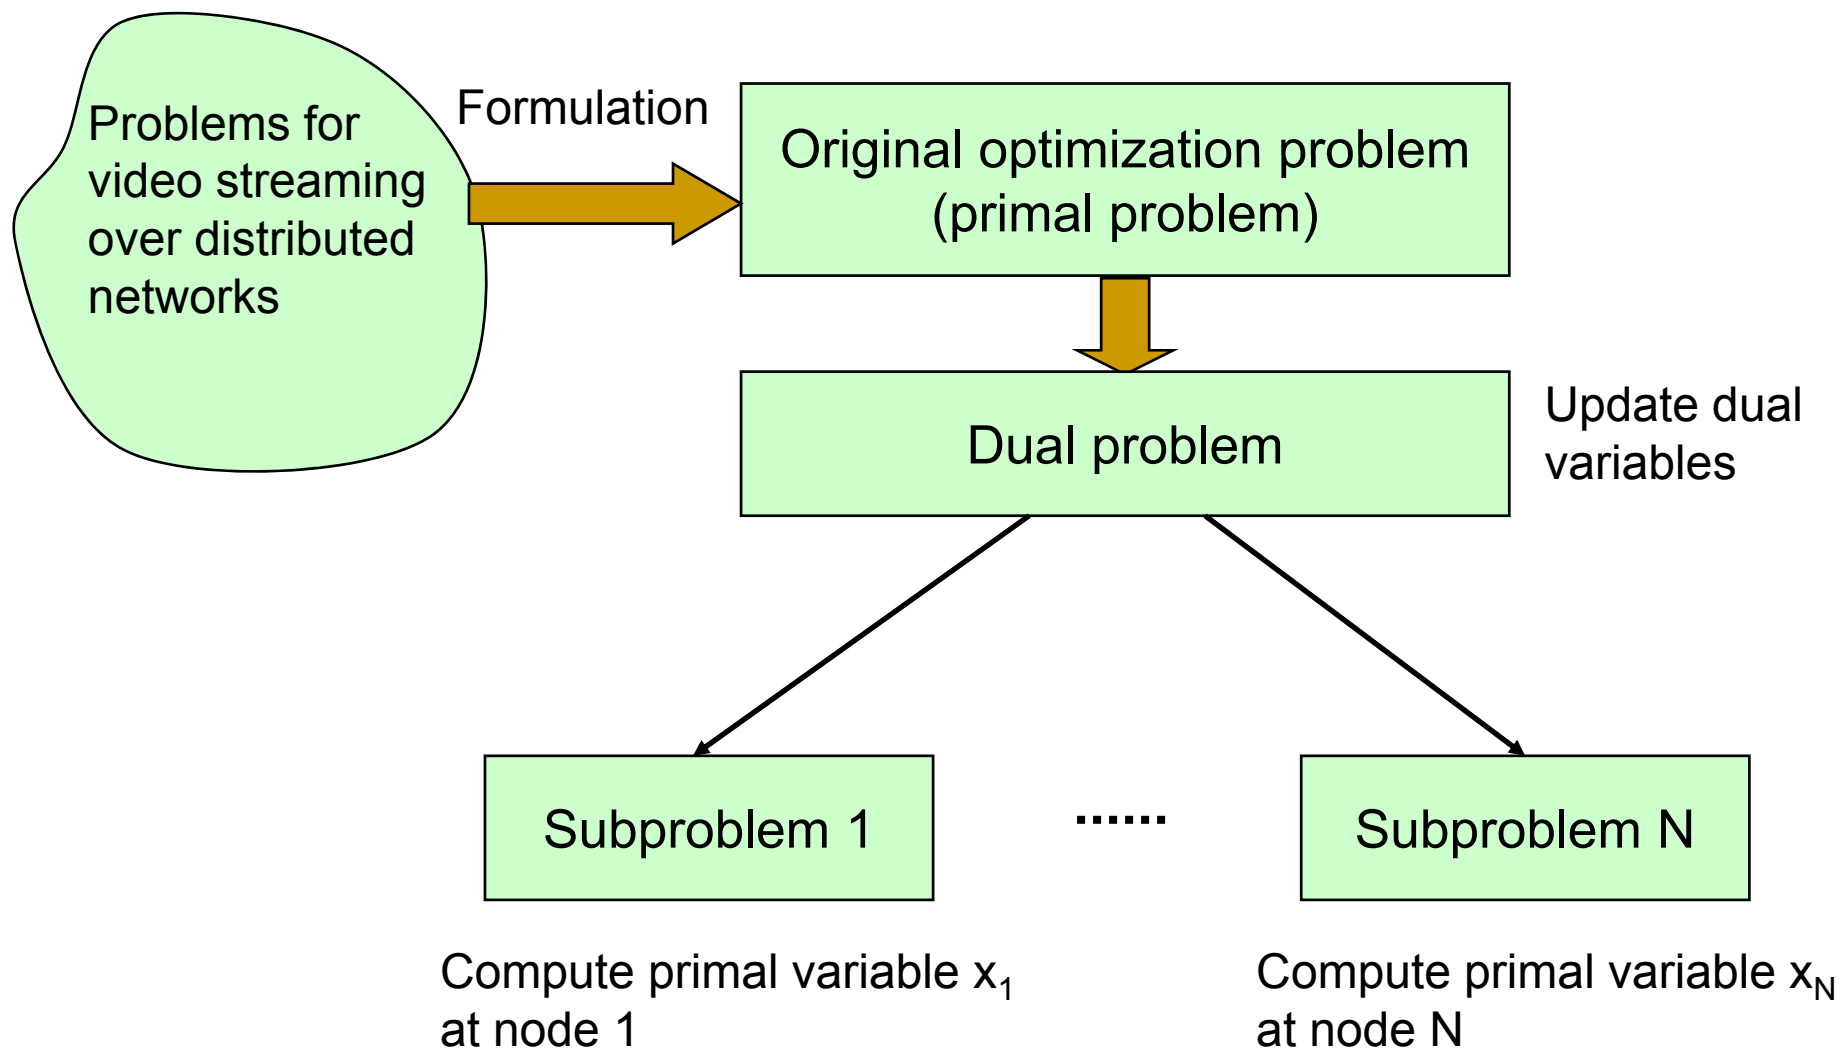 Problems for
video streaming
over distributed
networks
Formulation
Original optimization problem
(primal problem)
Dual problem
Update dual
variables
Subproblem 1
......
Subproblem N
Compute primal variable x₁
at node 1
Compute primal variable x_N
at node N